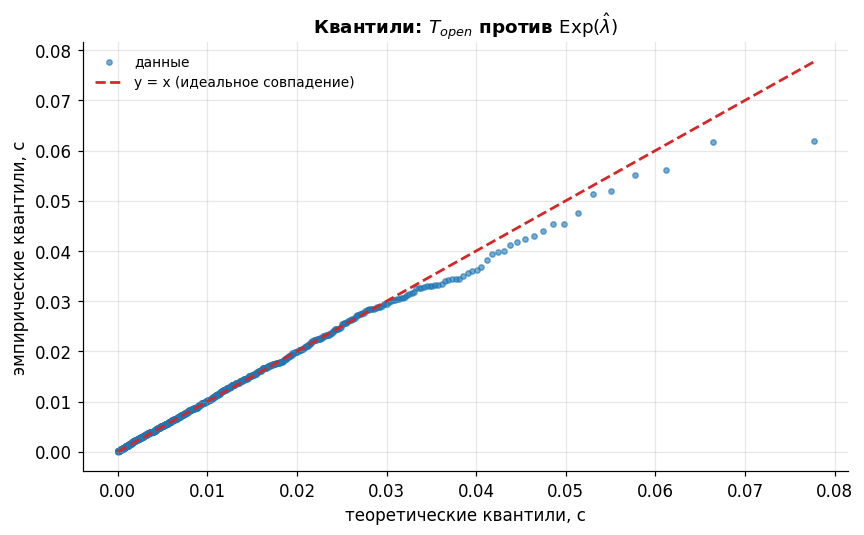 Квантили: T_open против Exp(λ̂)
данные
y = x (идеальное совпадение)
эмпирические квантили, с
0.08
0.07
0.06
0.05
0.04
0.03
0.02
0.01
0.00
0.00 0.01 0.02 0.03 0.04 0.05 0.06 0.07 0.08
теоретические квантили, с